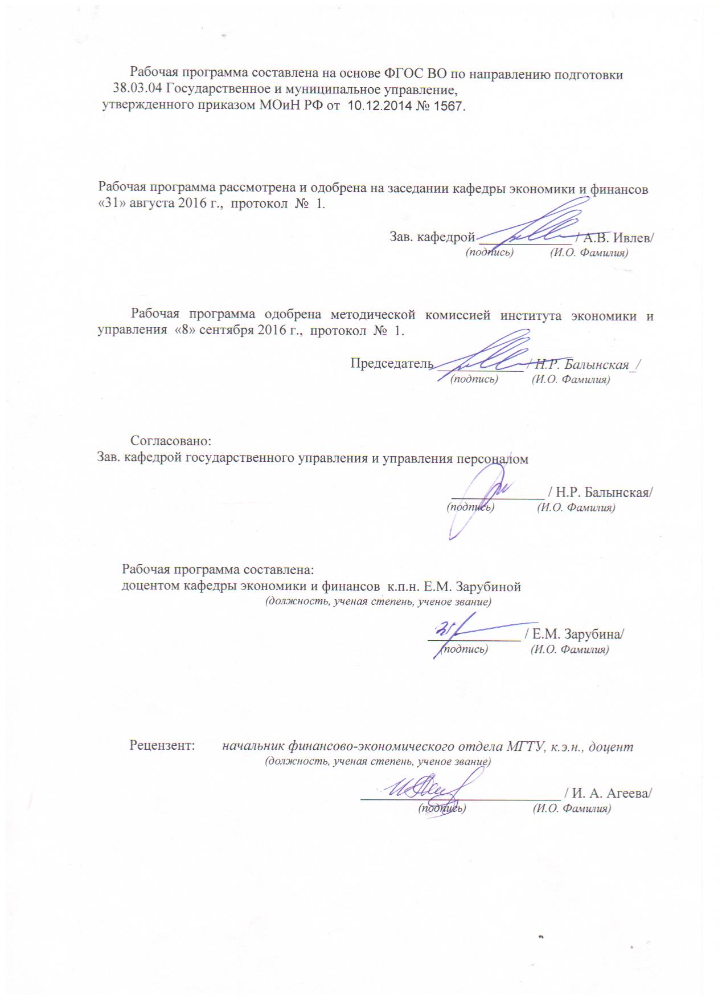 Рабочая программа составлена на основе ФГОС ВО по направлению подготовки
38.03.04 Государственное и муниципальное управление,
утвержденного приказом МОиН РФ от 10.12.2014 № 1567.
Рабочая программа рассмотрена и одобрена на заседании кафедры экономики и финансов
«31» августа 2016 г., протокол № 1.
Зав. кафедрой _____________ / А.В. Ивлев/
(подпись) (И.О. Фамилия)
Рабочая программа одобрена методической комиссией института экономики и
управления «8» сентября 2016 г., протокол № 1.
Председатель ____________ / Н.Р. Балынская_/
(подпись) (И.О. Фамилия)
Согласовано:
Зав. кафедрой государственного управления и управления персоналом
_____________ / Н.Р. Балынская/
(подпись) (И.О. Фамилия)
Рабочая программа составлена:
доцентом кафедры экономики и финансов к.п.н. Е.М. Зарубиной
(должность, ученая степень, ученое звание)
_____________ / Е.М. Зарубина/
(подпись) (И.О. Фамилия)
Рецензент: начальник финансово-экономического отдела МГТУ, к.э.н., доцент
(должность, ученая степень, ученое звание)
____________________________ / И. А. Агеева/
(подпись) (И.О. Фамилия)